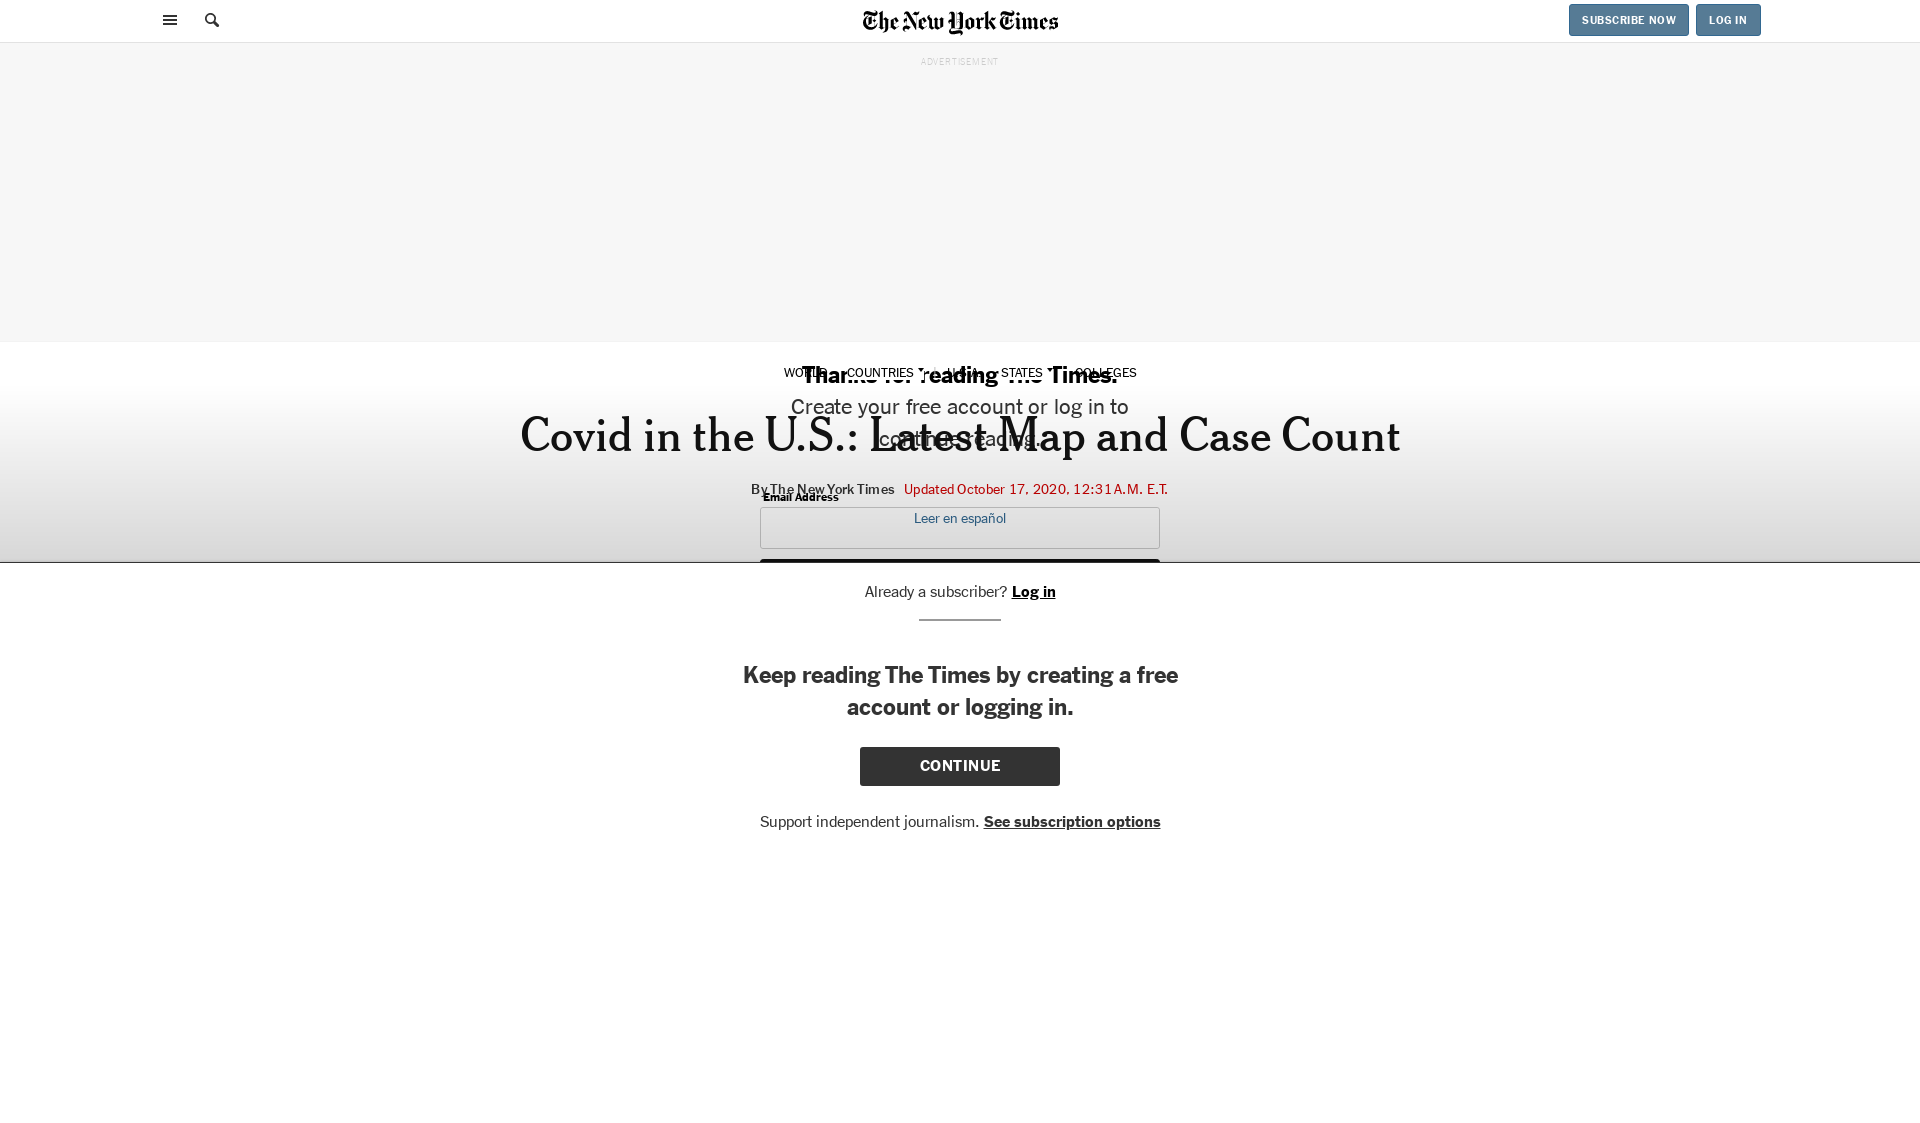 The New York Times
SUBSCRIBE NOW
LOG IN
ADVERTISEMENT
WORLD COUNTRIES U.S.A. STATES COLLEGES
Thanks for reading The Times.
Create your free account or log in to
continue reading.
Covid in the U.S.: Latest Map and Case Count
By The New York Times Updated October 17, 2020, 12:31 A.M. E.T.
Email Address
Leer en español
Already a subscriber? Log in
Keep reading The Times by creating a free
account or logging in.
CONTINUE
Support independent journalism. See subscription options